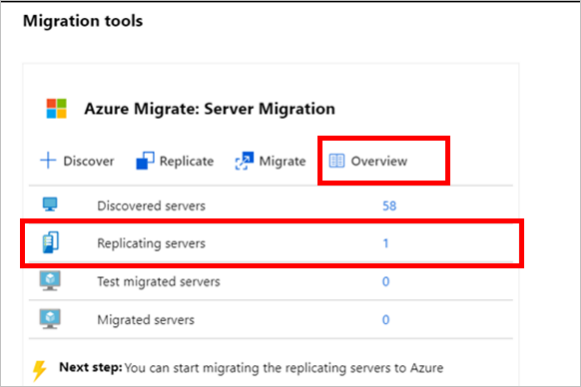 Migration tools
Azure Migrate: Server Migration
Discover Replicate Migrate Overview
Discovered servers 58
Replicating servers 1
Test migrated servers 0
Migrated servers 0
Next step: You can start migrating the replicating servers to Azure